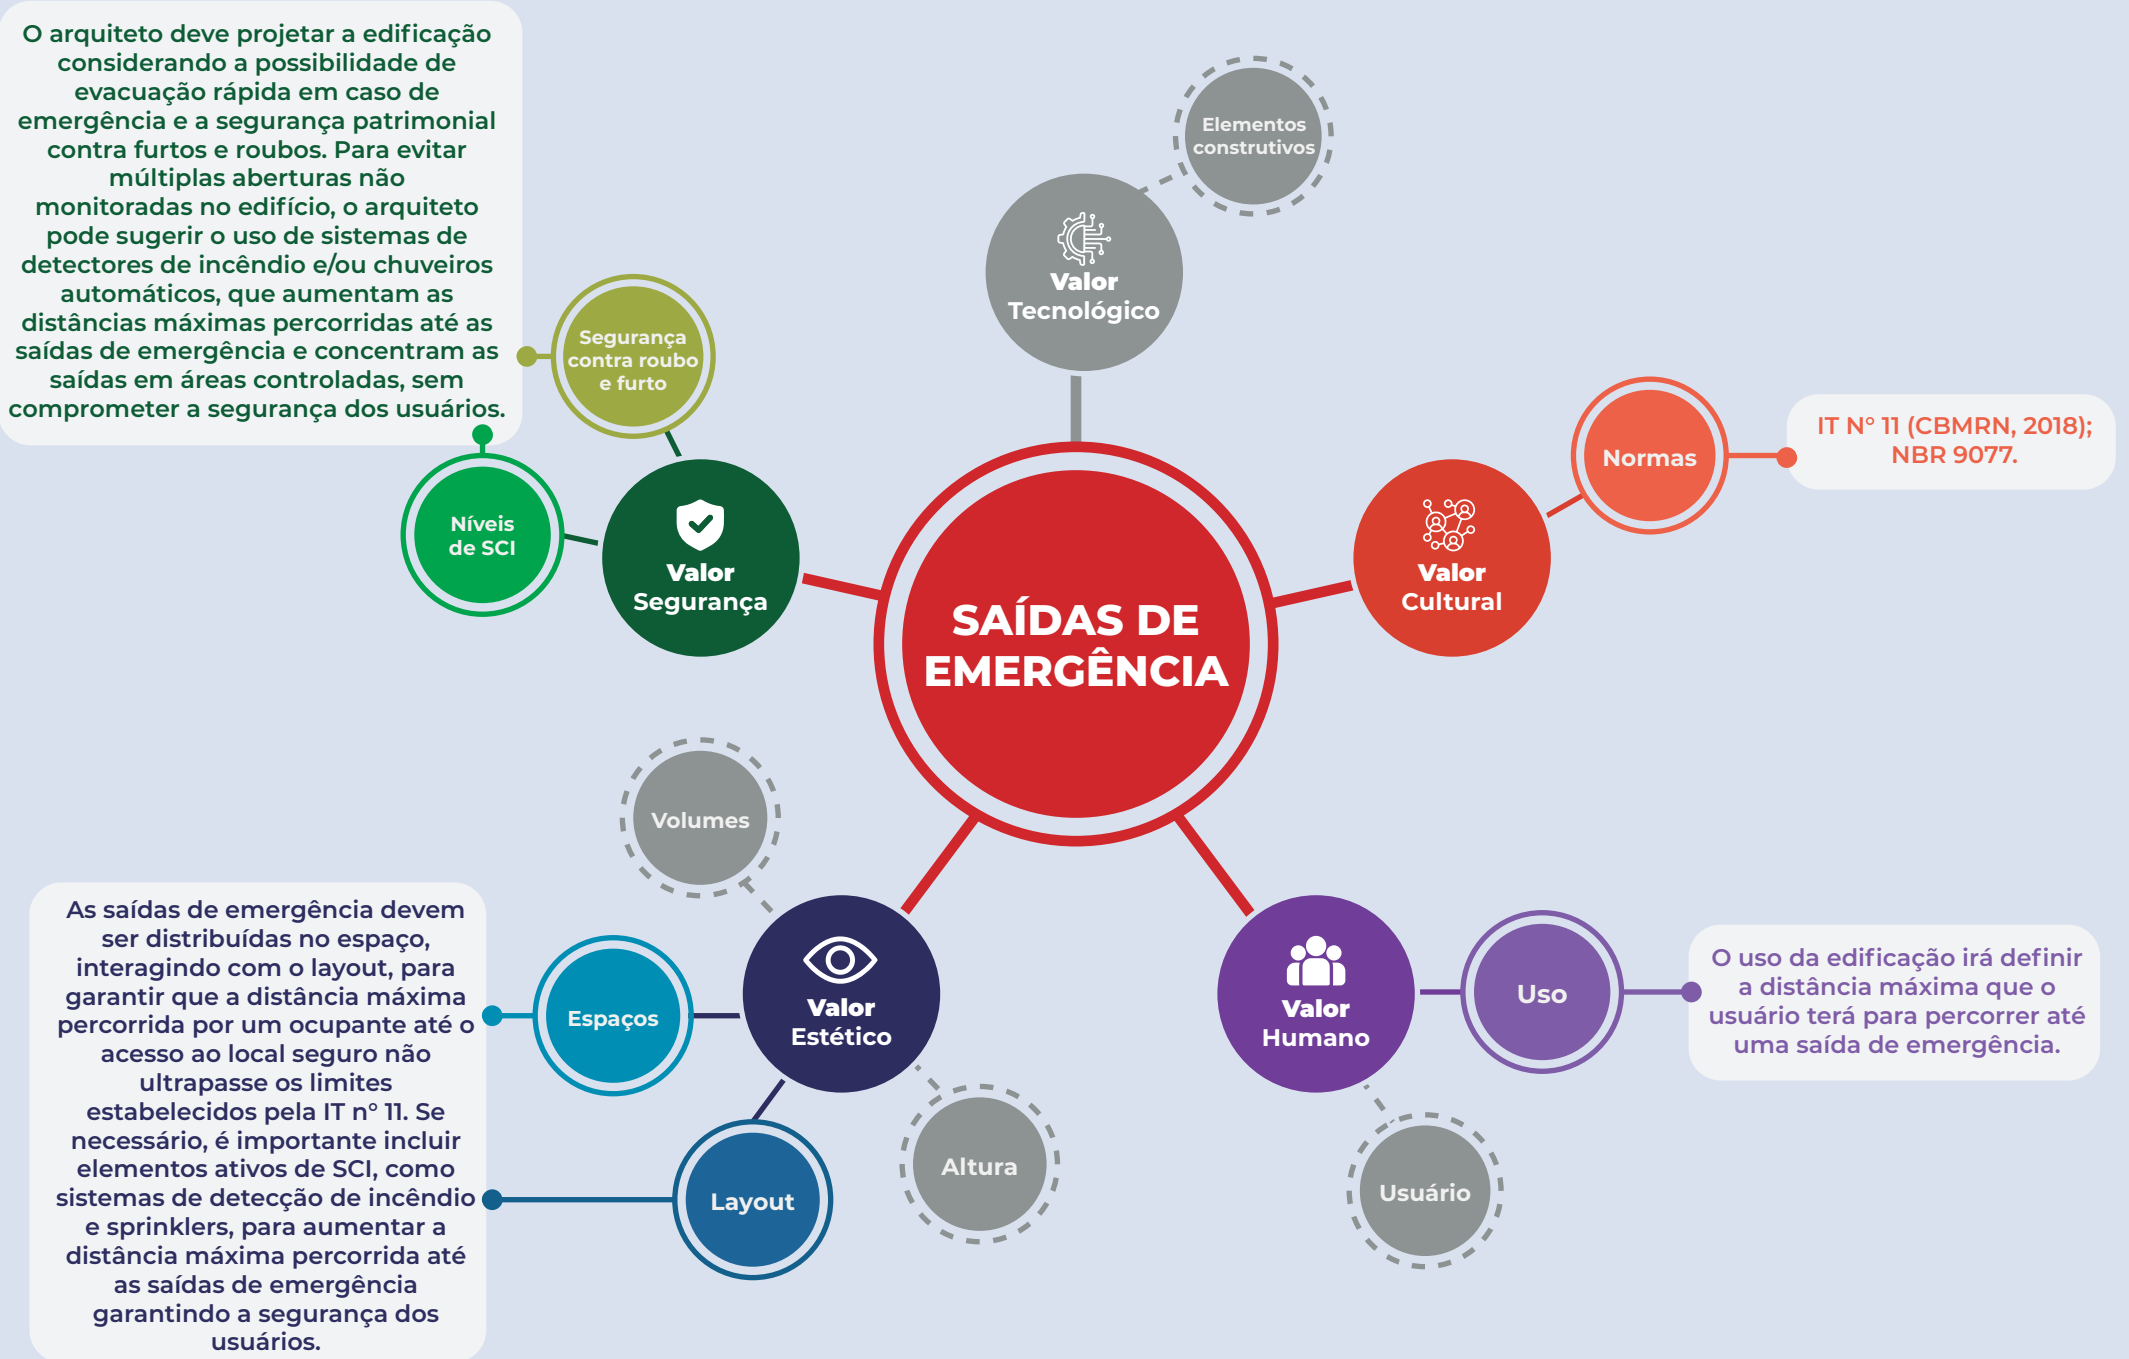 O arquiteto deve projetar a edificação
considerando a possibilidade de
evacuação rápida em caso de
emergência e a segurança patrimonial
contra furtos e roubos. Para evitar
múltiplas aberturas não
monitoradas no edifício, o arquiteto
pode sugerir o uso de sistemas de
detectores de incêndio e/ou chuveiros
automáticos, que aumentam as
distâncias máximas percorridas até as
saídas de emergência e concentram as
saídas em áreas controladas, sem
comprometer a segurança dos usuários.
Segurança
contra roubo
e furto
Níveis
de SCI
Valor
Segurança
Elementos
construtivos
Valor
Tecnológico
Normas
IT N° 11 (CBMRN, 2018);
NBR 9077.
Valor
Cultural
SAÍDAS DE
EMERGÊNCIA
Volumes
As saídas de emergência devem
ser distribuídas no espaço,
interagindo com o layout, para
garantir que a distância máxima
percorrida por um ocupante até o
acesso ao local seguro não
ultrapasse os limites
estabelecidos pela IT n° 11. Se
necessário, é importante incluir
elementos ativos de SCI, como
sistemas de detecção de incêndio
e sprinklers, para aumentar a
distância máxima percorrida até
as saídas de emergência
garantindo a segurança dos
usuários.
Espaços
Valor
Estético
Layout
Altura
Valor
Humano
Uso
O uso da edificação irá definir
a distância máxima que o
usuário terá para percorrer até
uma saída de emergência.
Usuário